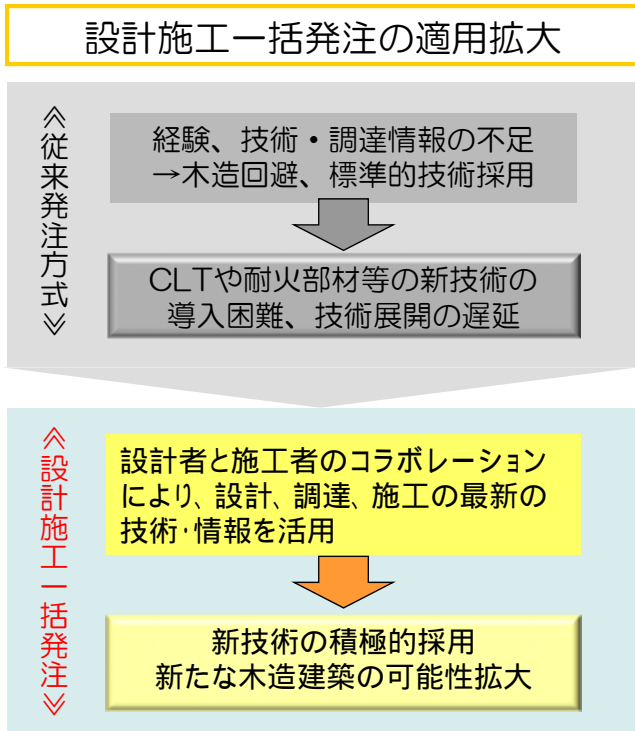 設計施工一括発注の適用拡大
≪従来発注方式≫
経験、技術・調達情報の不足
→木造回避、標準的技術採用
CLTや耐火部材等の新技術の
導入困難、技術展開の遅延
≪設計施工一括発注≫
設計者と施工者のコラボレーション
により、設計、調達、施工の最新の
技術・情報を活用
新技術の積極的採用
新たな木造建築の可能性拡大